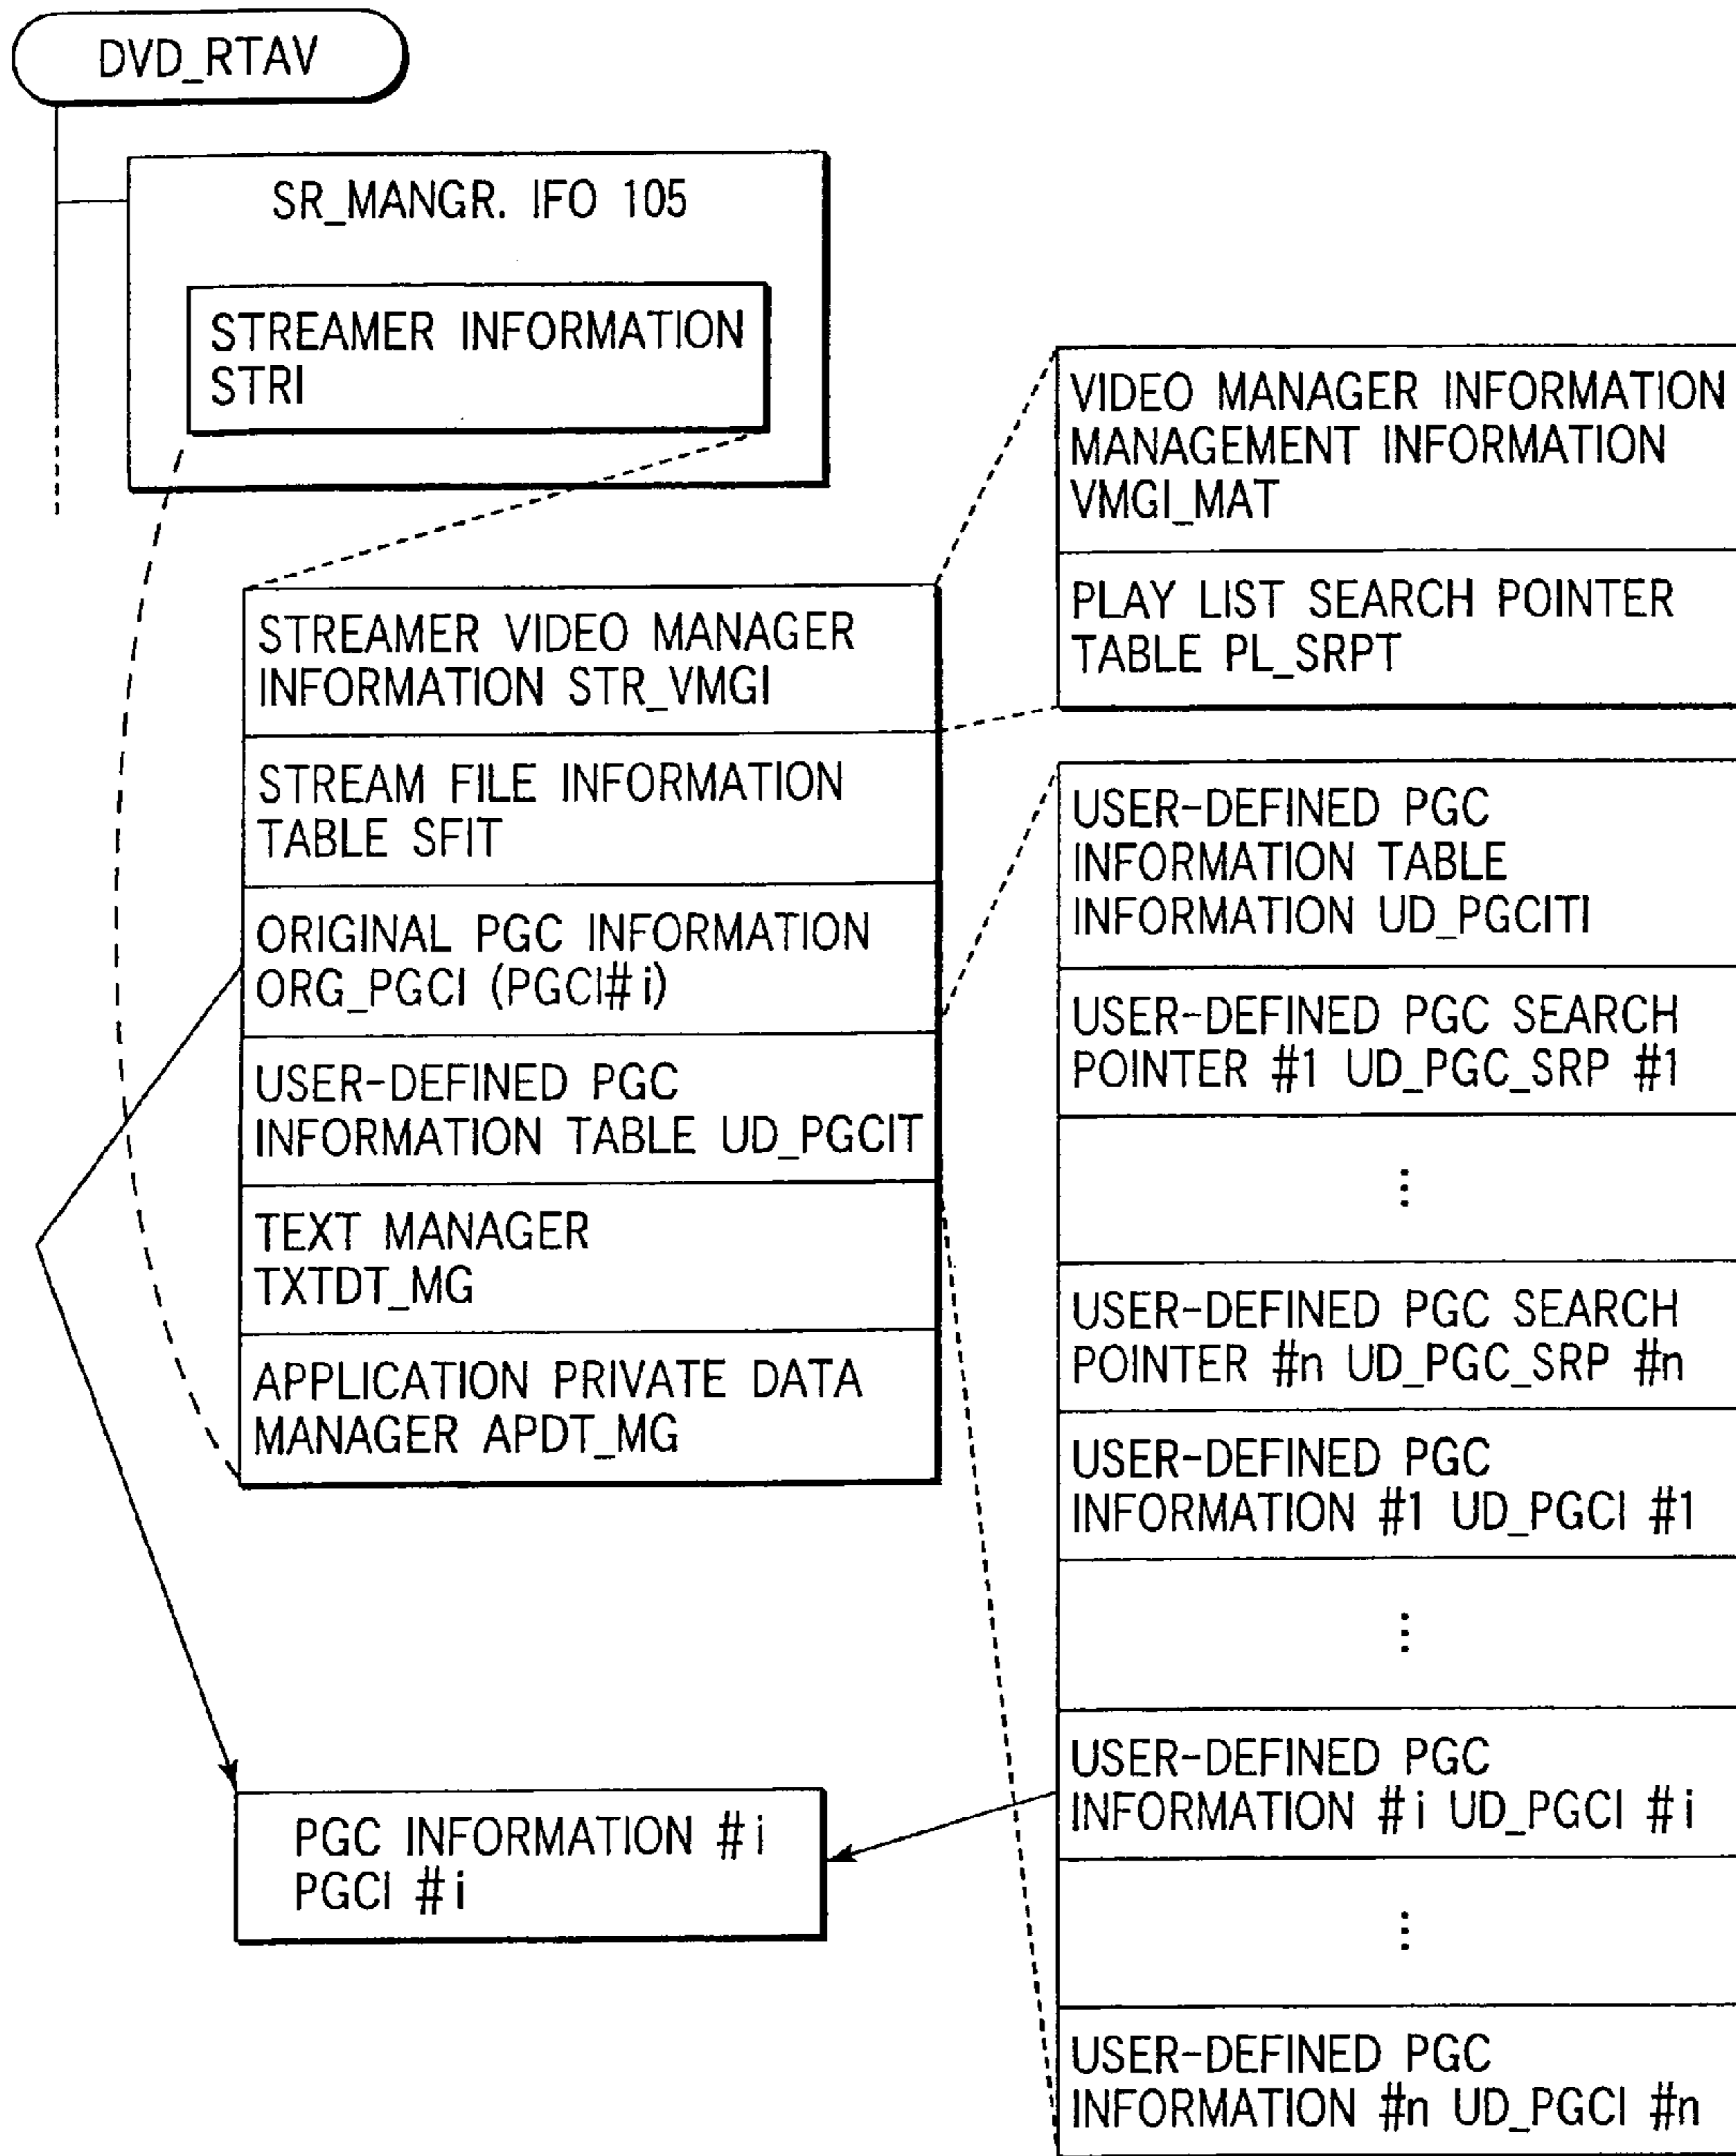 DVD_RTAV
SR_MANGR. IFO 105
STREAMER INFORMATION
STRI
STREAMER VIDEO MANAGER
INFORMATION STR_VMGI
STREAM FILE INFORMATION
TABLE SFIT
ORIGINAL PGC INFORMATION
ORG_PGCI (PGCI#i)
USER-DEFINED PGC
INFORMATION TABLE UD_PGCIT
TEXT MANAGER
TXTDT_MG
APPLICATION PRIVATE DATA
MANAGER APDT_MG
PGC INFORMATION #i
PGCI #i
VIDEO MANAGER INFORMATION
MANAGEMENT INFORMATION
VMGI_MAT
PLAY LIST SEARCH POINTER
TABLE PL_SRPT
USER-DEFINED PGC
INFORMATION TABLE
INFORMATION UD_PGCITI
USER-DEFINED PGC SEARCH
POINTER #1 UD_PGC_SRP #1
⋮
USER-DEFINED PGC SEARCH
POINTER #n UD_PGC_SRP #n
USER-DEFINED PGC
INFORMATION #1 UD_PGCI #1
⋮
USER-DEFINED PGC
INFORMATION #i UD_PGCI #i
⋮
USER-DEFINED PGC
INFORMATION #n UD_PGCI #n